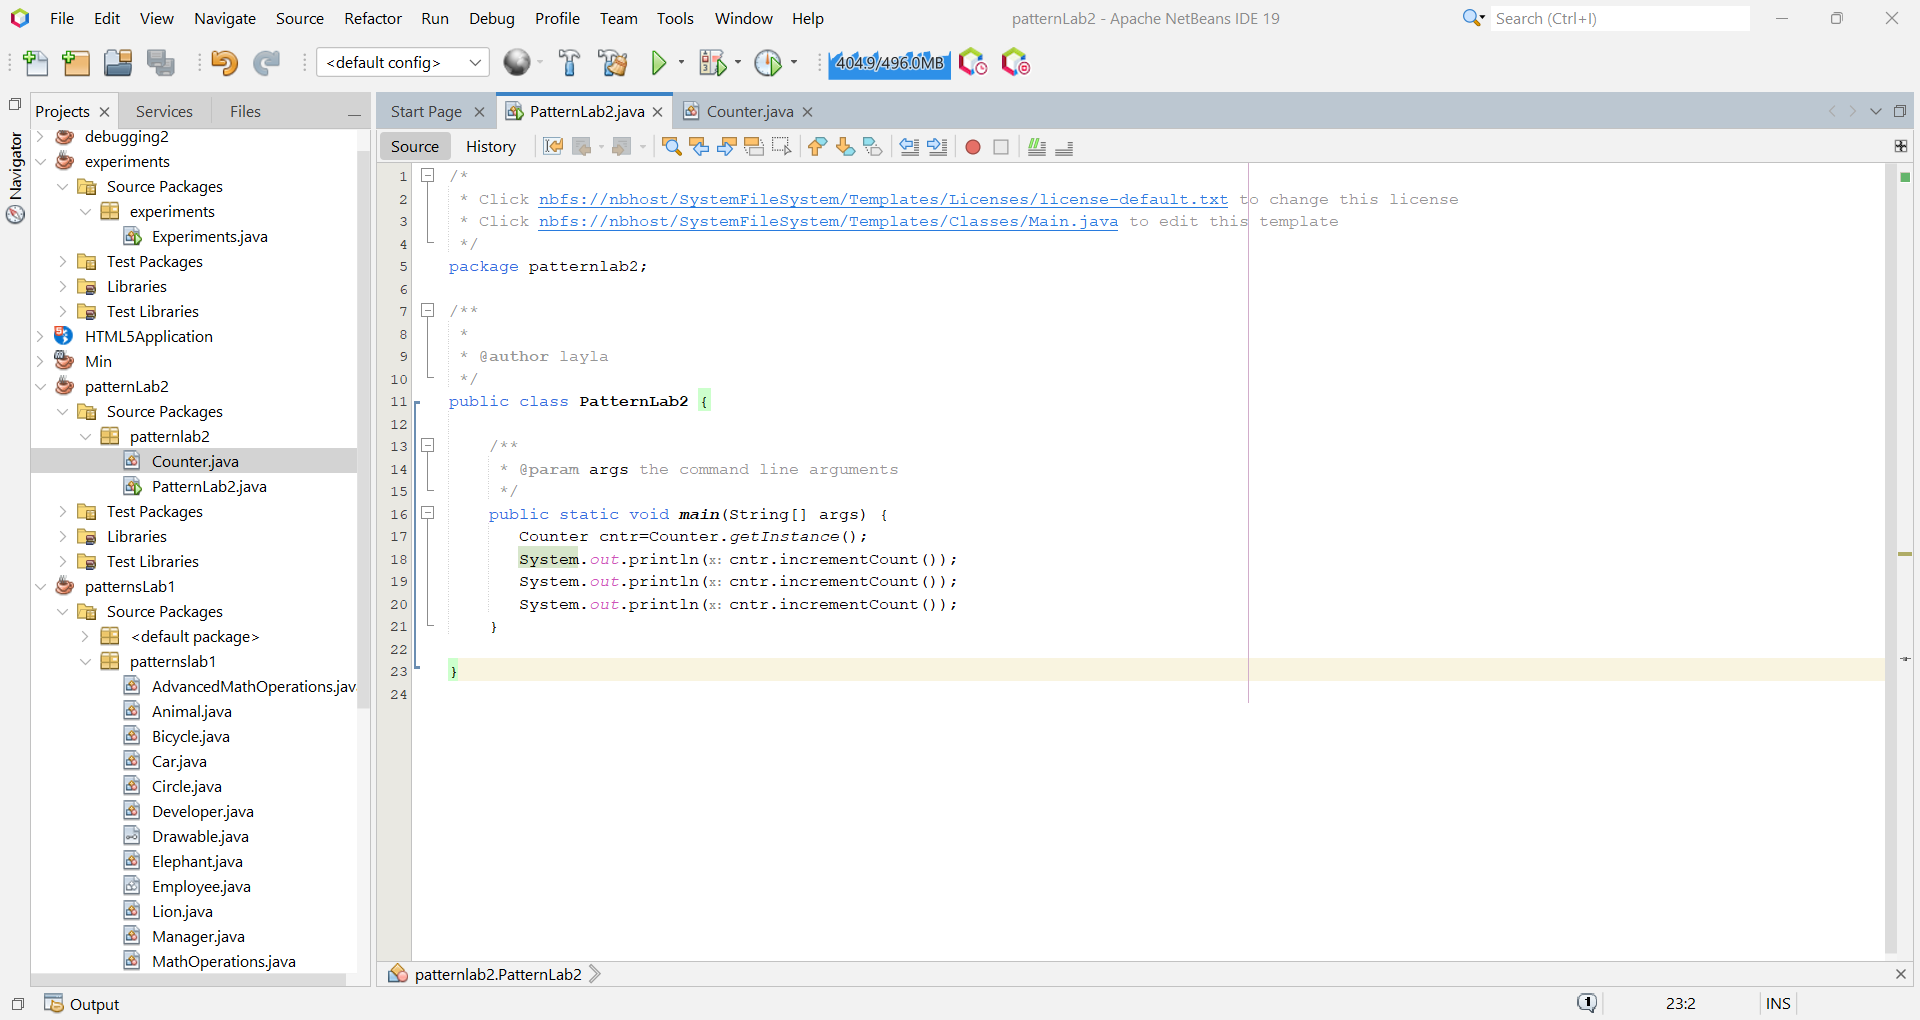 File Edit View Navigate Source Refactor Run Debug Profile Team Tools Window Help
patternLab2 - Apache NetBeans IDE 19
Search (Ctrl+I)
<default config>
404.9/496.0MB
Projects
Services
Files
Start Page
PatternLab2.java
Counter.java
Navigator
Source
History
debugging2
experiments
Source Packages
experiments
Experiments.java
Test Packages
Libraries
Test Libraries
HTML5Application
Min
patternLab2
Source Packages
patternlab2
Counter.java
PatternLab2.java
Test Packages
Libraries
Test Libraries
patternsLab1
Source Packages
<default package>
patternslab1
AdvancedMathOperations.jav
Animal.java
Bicycle.java
Car.java
Circle.java
Developer.java
Drawable.java
Elephant.java
Employee.java
Lion.java
Manager.java
MathOperations.java
1 /*
2 * Click nbfs://nbhost/SystemFileSystem/Templates/Licenses/license-default.txt to change this license
3 * Click nbfs://nbhost/SystemFileSystem/Templates/Classes/Main.java to edit this template
4 */
5 package patternlab2;
6
7 /**
8 *
9 * @author layla
10 */
11 public class PatternLab2 {
12
13 /**
14 * @param args the command line arguments
15 */
16 public static void main(String[] args) {
17 Counter cntr=Counter.getInstance();
18 System.out.println(x: cntr.incrementCount());
19 System.out.println(x: cntr.incrementCount());
20 System.out.println(x: cntr.incrementCount());
21 }
22
23 }
24
patternlab2.PatternLab2
Output
1
23:2
INS